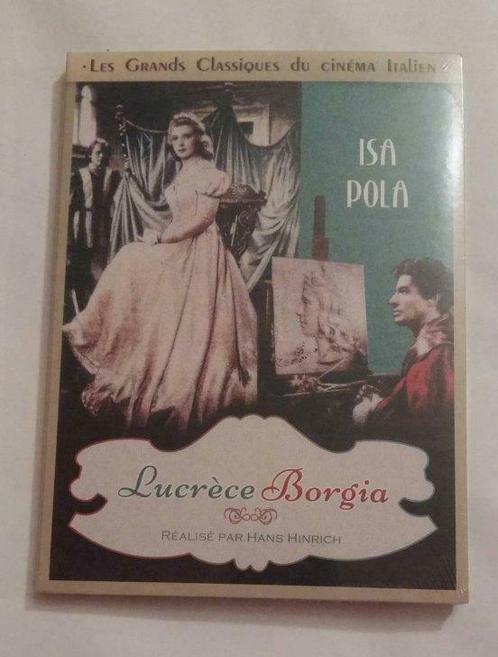 ·Les Grands Classiques du cinéma Italien·
ISA
POLA
Lucrèce Borgia
Réalisé par Hans Hinrich